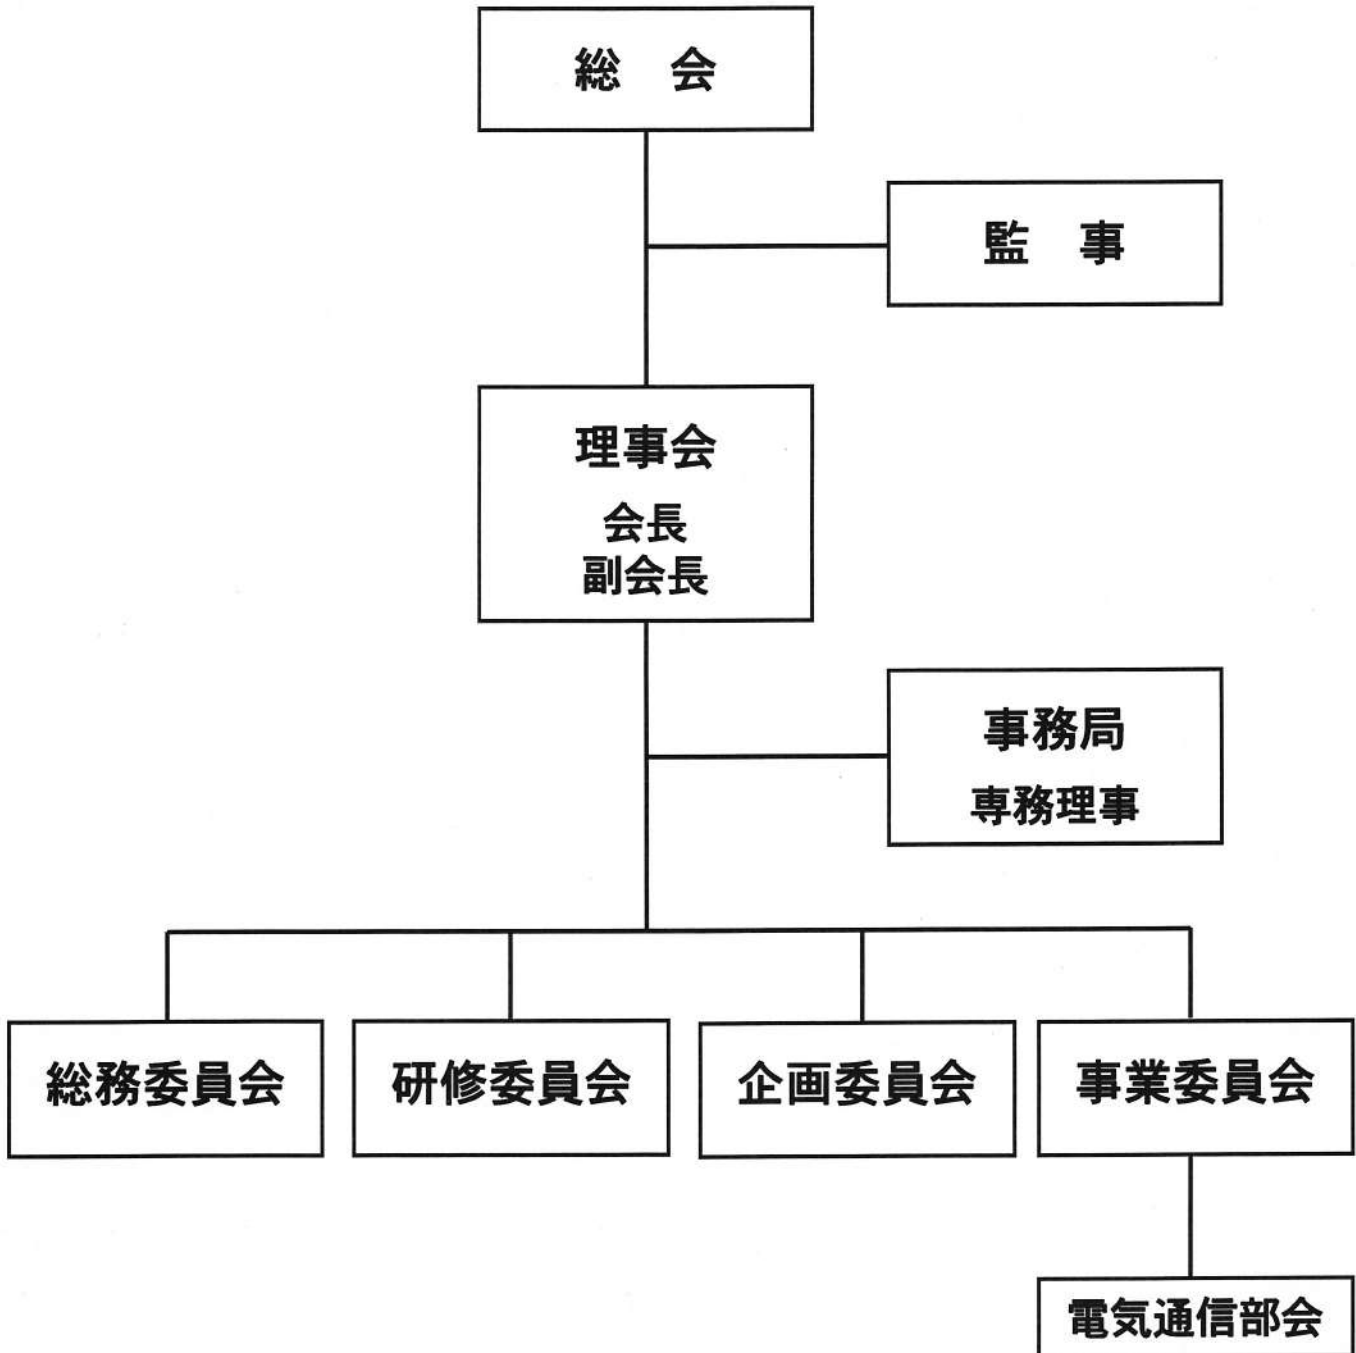 総　会
監　事
理事会
会長
副会長
事務局
専務理事
総務委員会
研修委員会
企画委員会
事業委員会
電気通信部会